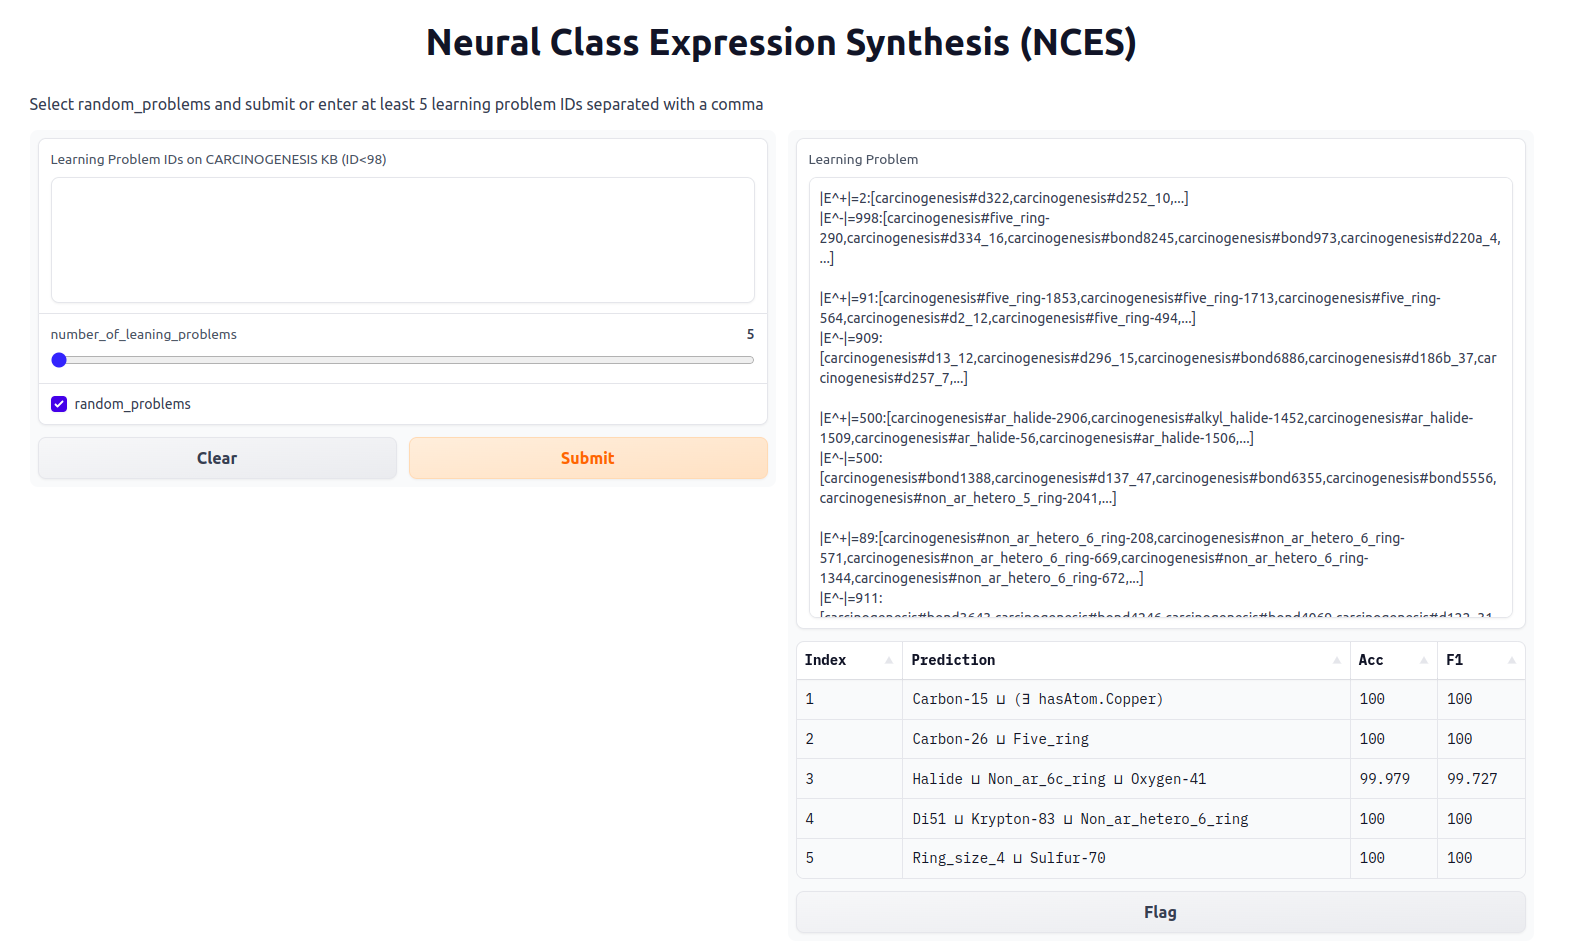 Neural Class Expression Synthesis (NCES)
Select random_problems and submit or enter at least 5 learning problem IDs separated with a comma
Learning Problem IDs on CARCINOGENESIS KB (ID<98)
number_of_leaning_problems
5
random_problems
Clear
Submit
Learning Problem
|E^+|=2:[carcinogenesis#d322,carcinogenesis#d252_10,...]
|E^-|=998:[carcinogenesis#five_ring-
290,carcinogenesis#d334_16,carcinogenesis#bond8245,carcinogenesis#bond973,carcinogenesis#d220a_4,
...]
|E^+|=91:[carcinogenesis#five_ring-1853,carcinogenesis#five_ring-1713,carcinogenesis#five_ring-
564,carcinogenesis#d2_12,carcinogenesis#five_ring-494,...]
|E^-|=909:
[carcinogenesis#d13_12,carcinogenesis#d296_15,carcinogenesis#bond6886,carcinogenesis#d186b_37,car
cinogenesis#d257_7,...]
|E^+|=500:[carcinogenesis#ar_halide-2906,carcinogenesis#alkyl_halide-1452,carcinogenesis#ar_halide-
1509,carcinogenesis#ar_halide-56,carcinogenesis#ar_halide-1506,...]
|E^-|=500:
[carcinogenesis#bond1388,carcinogenesis#d137_47,carcinogenesis#bond6355,carcinogenesis#bond5556,
carcinogenesis#non_ar_hetero_5_ring-2041,...]
|E^+|=89:[carcinogenesis#non_ar_hetero_6_ring-208,carcinogenesis#non_ar_hetero_6_ring-
571,carcinogenesis#non_ar_hetero_6_ring-669,carcinogenesis#non_ar_hetero_6_ring-
1344,carcinogenesis#non_ar_hetero_6_ring-672,...]
|E^-|=911:
Index Prediction Acc F1
1 Carbon-15 ⊔ (∃ hasAtom.Copper) 100 100
2 Carbon-26 ⊔ Five_ring 100 100
3 Halide ⊔ Non_ar_6c_ring ⊔ Oxygen-41 99.979 99.727
4 Di51 ⊔ Krypton-83 ⊔ Non_ar_hetero_6_ring 100 100
5 Ring_size_4 ⊔ Sulfur-70 100 100
Flag